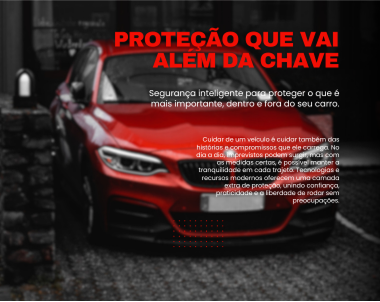 PROTEÇÃO QUE VAI
ALÉM DA CHAVE
Segurança inteligente para proteger o que é
mais importante, dentro e fora do seu carro.
Cuidar de um veículo é cuidar também das
histórias e compromissos que ele carrega. No
dia a dia, imprevistos podem surgir, mas com
as medidas certas, é possível manter a
tranquilidade em cada trajeto. Tecnologias e
recursos modernos oferecem uma camada
extra de proteção, unindo confiança,
praticidade e a liberdade de rodar sem
preocupações.